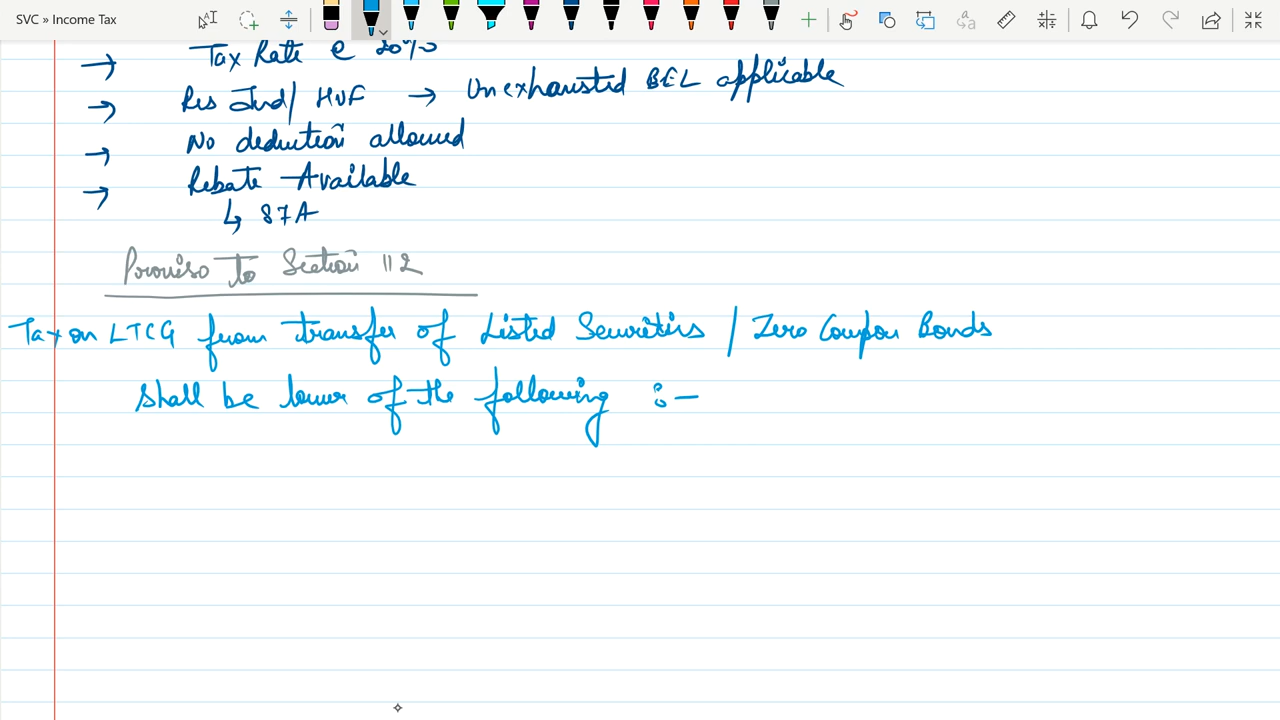 SVC » Income Tax
→ Tax Rate @ 20%
→ Res Ind/ HUF → Unexhausted BEL applicable
→ No deduction allowed
→ Rebate Available
↳ 87A
Proviso To Section 112
Tax on LTCG from transfer of Listed Securities / Zero Coupon Bonds
shall be lower of the following :-